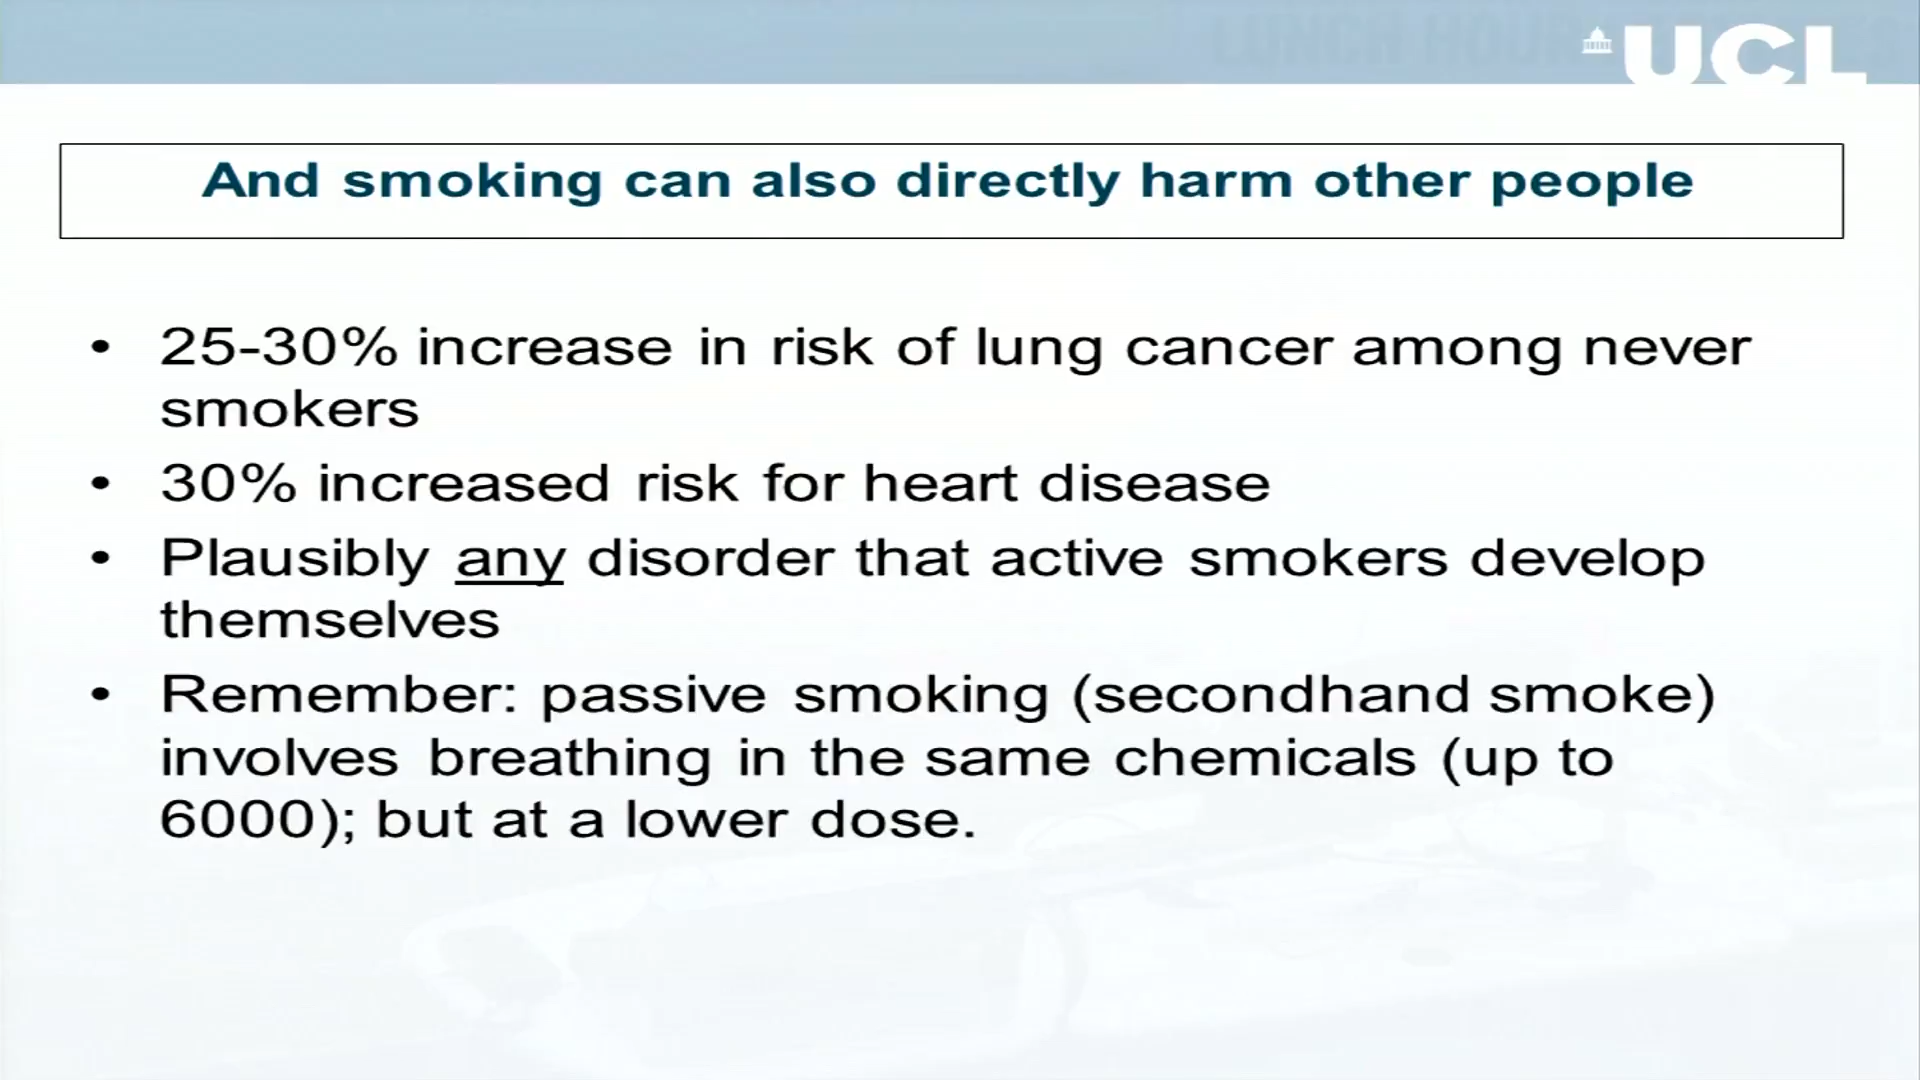 LUNCH HOUR
UCL
And smoking can also directly harm other people
• 25-30% increase in risk of lung cancer among never
smokers
• 30% increased risk for heart disease
• Plausibly any disorder that active smokers develop
themselves
• Remember: passive smoking (secondhand smoke)
involves breathing in the same chemicals (up to
6000); but at a lower dose.